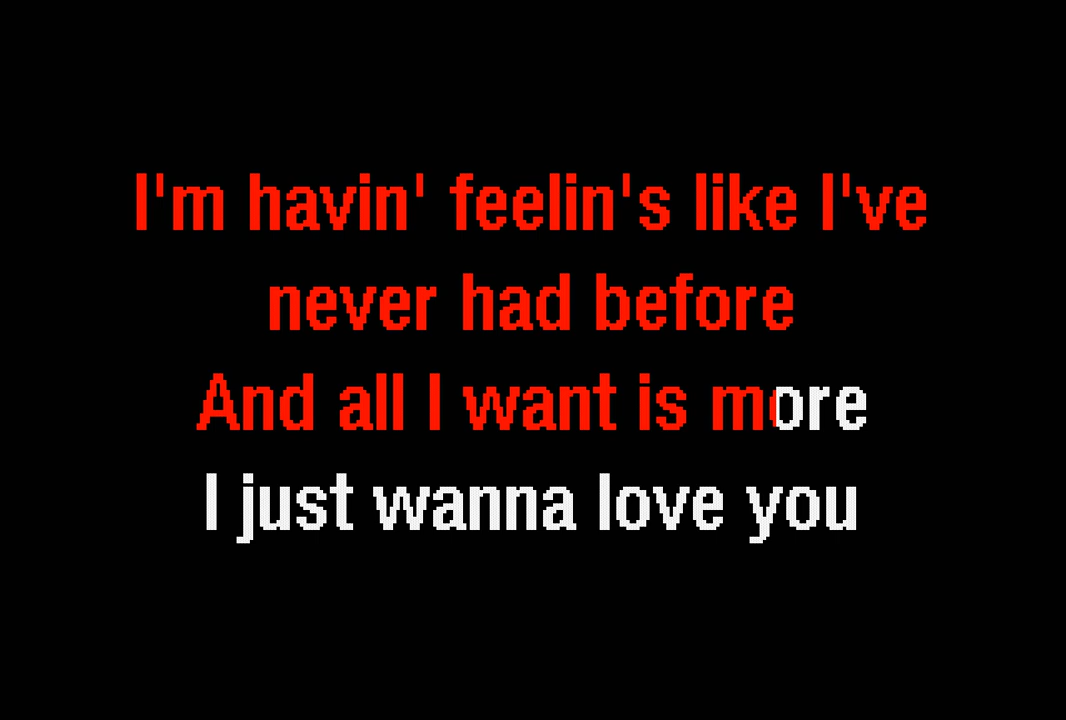 I'm havin' feelin's like I've
never had before
And all I want is more
I just wanna love you